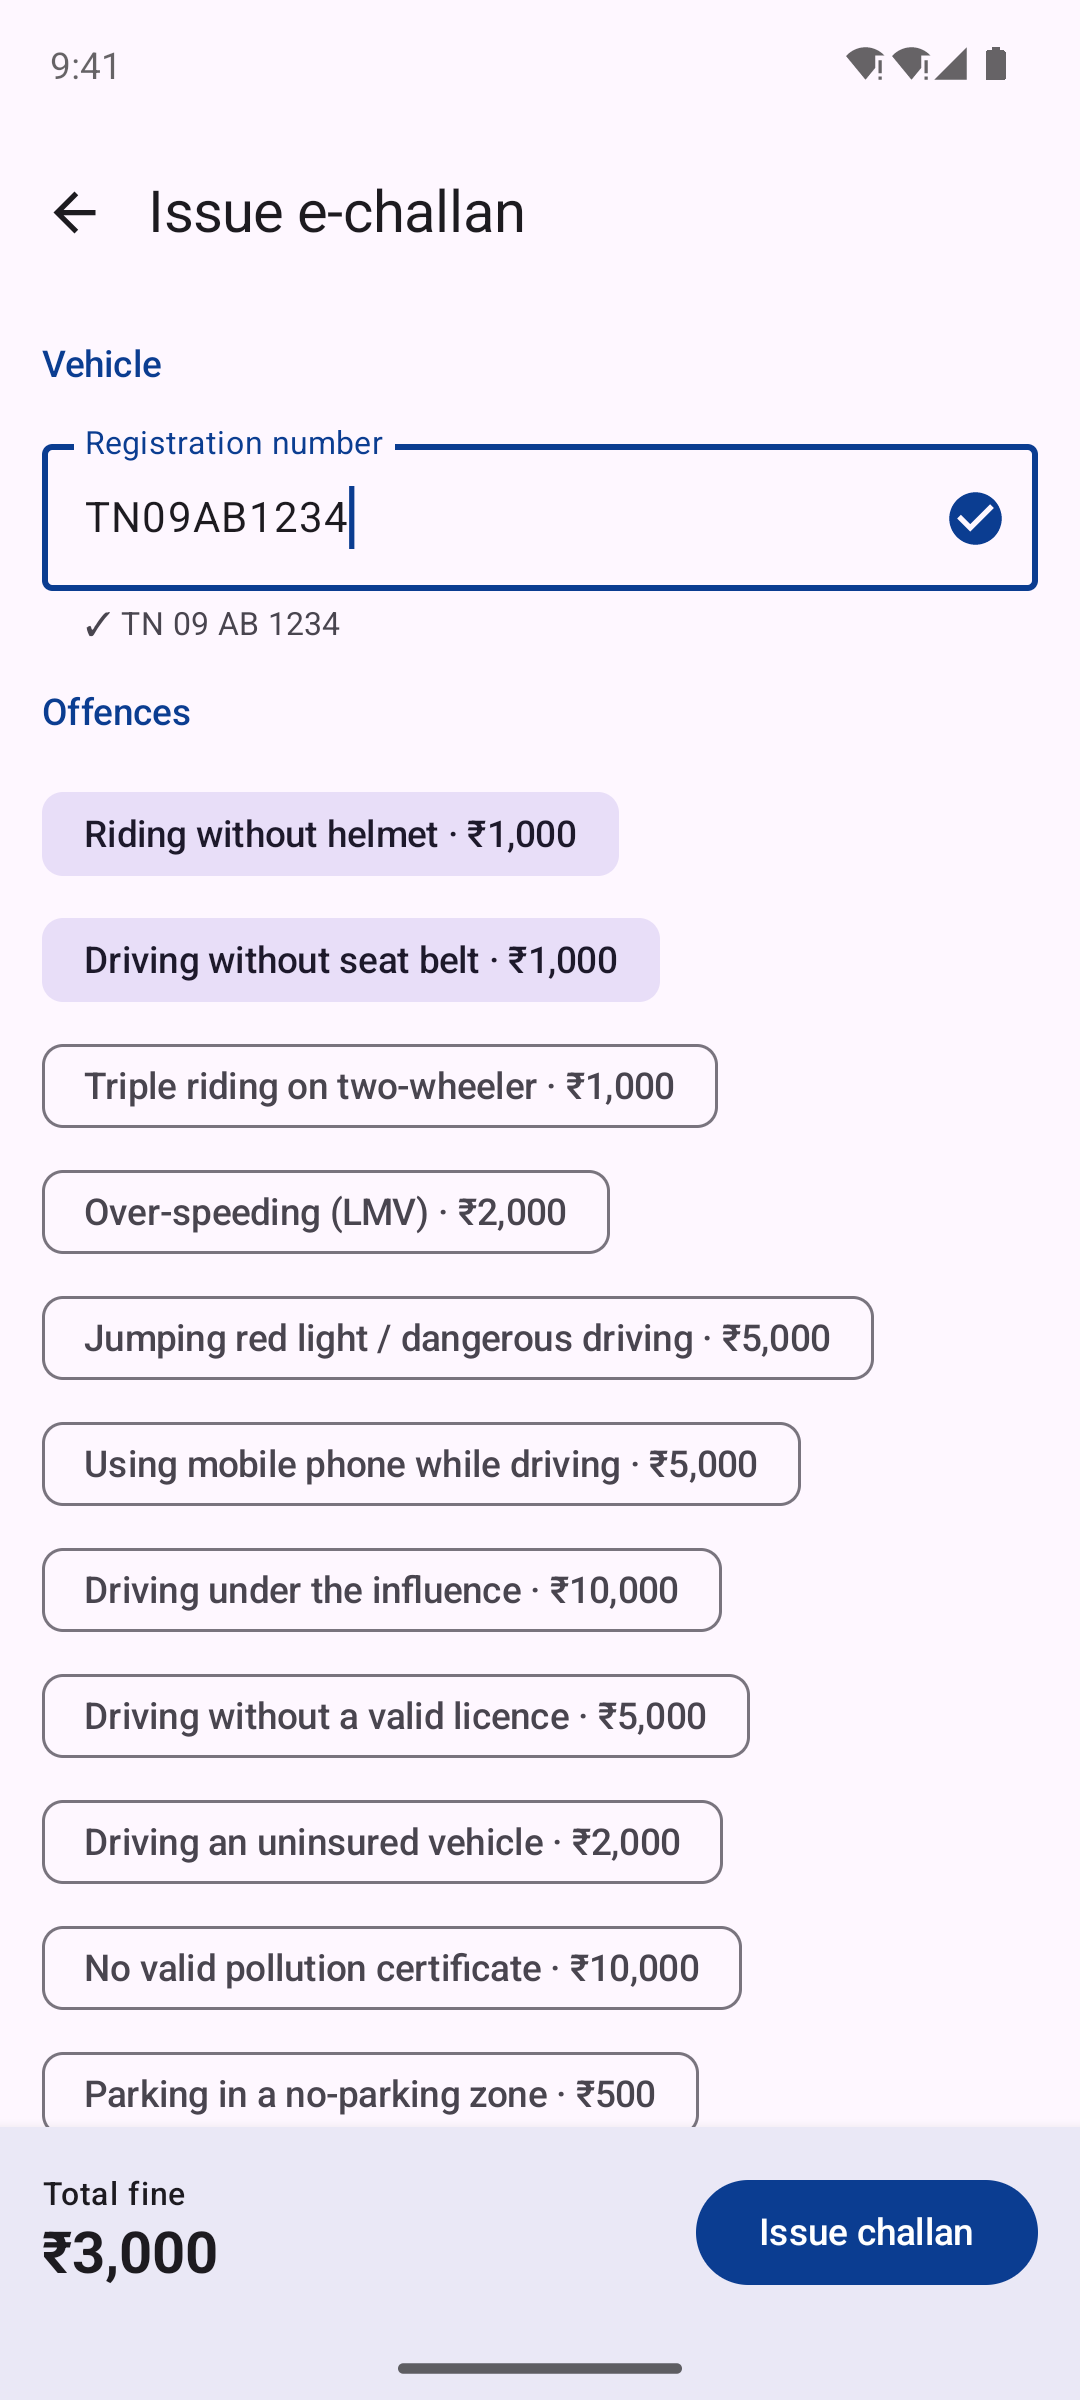 9:41
Issue e-challan
Vehicle
Registration number
TN09AB1234
✓ TN 09 AB 1234
Offences
Riding without helmet · ₹1,000
Driving without seat belt · ₹1,000
Triple riding on two-wheeler · ₹1,000
Over-speeding (LMV) · ₹2,000
Jumping red light / dangerous driving · ₹5,000
Using mobile phone while driving · ₹5,000
Driving under the influence · ₹10,000
Driving without a valid licence · ₹5,000
Driving an uninsured vehicle · ₹2,000
No valid pollution certificate · ₹10,000
Parking in a no-parking zone · ₹500
Total fine
₹3,000
Issue challan